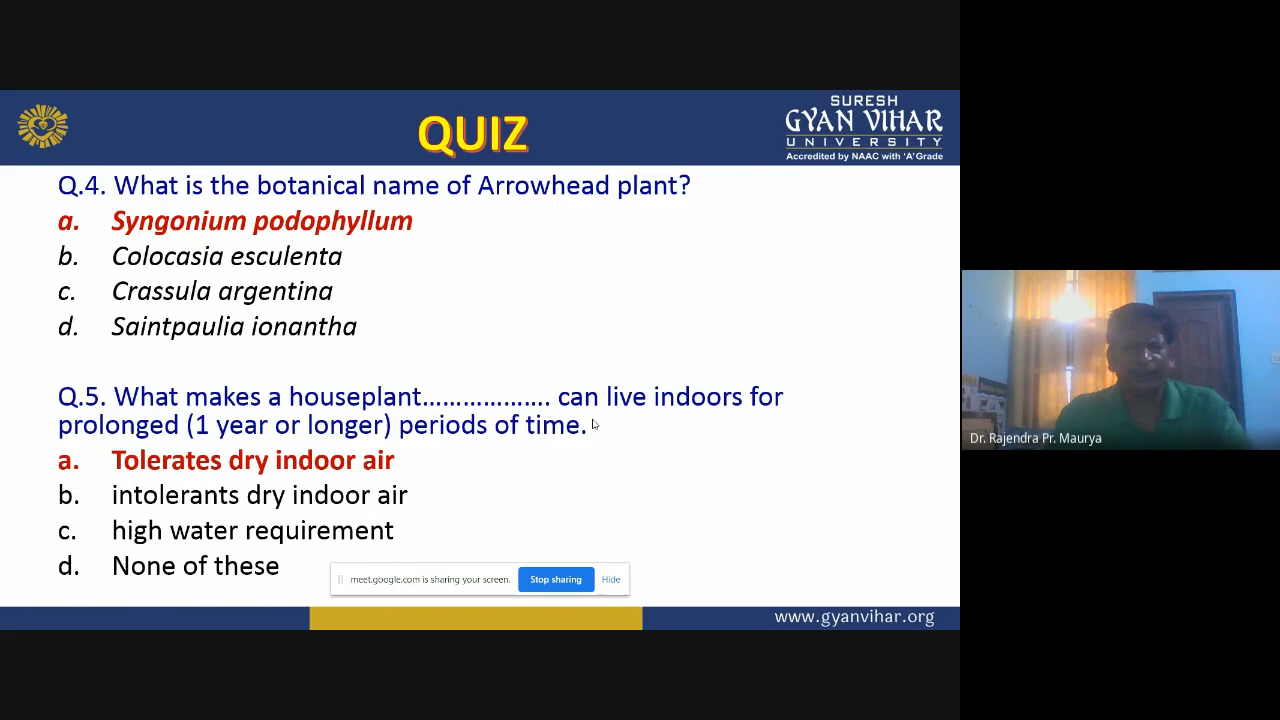 QUIZ
SURESH
GYAN VIHAR
UNIVERSITY
Accredited by NAAC with 'A'Grade
Q.4. What is the botanical name of Arrowhead plant?
a. Syngonium podophyllum
b. Colocasia esculenta
c. Crassula argentina
d. Saintpaulia ionantha
Q.5. What makes a houseplant………………. can live indoors for
prolonged (1 year or longer) periods of time.
a. Tolerates dry indoor air
b. intolerants dry indoor air
c. high water requirement
d. None of these
meet.google.com is sharing your screen. Stop sharing Hide
www.gyanvihar.org
Dr. Rajendra Pr. Maurya